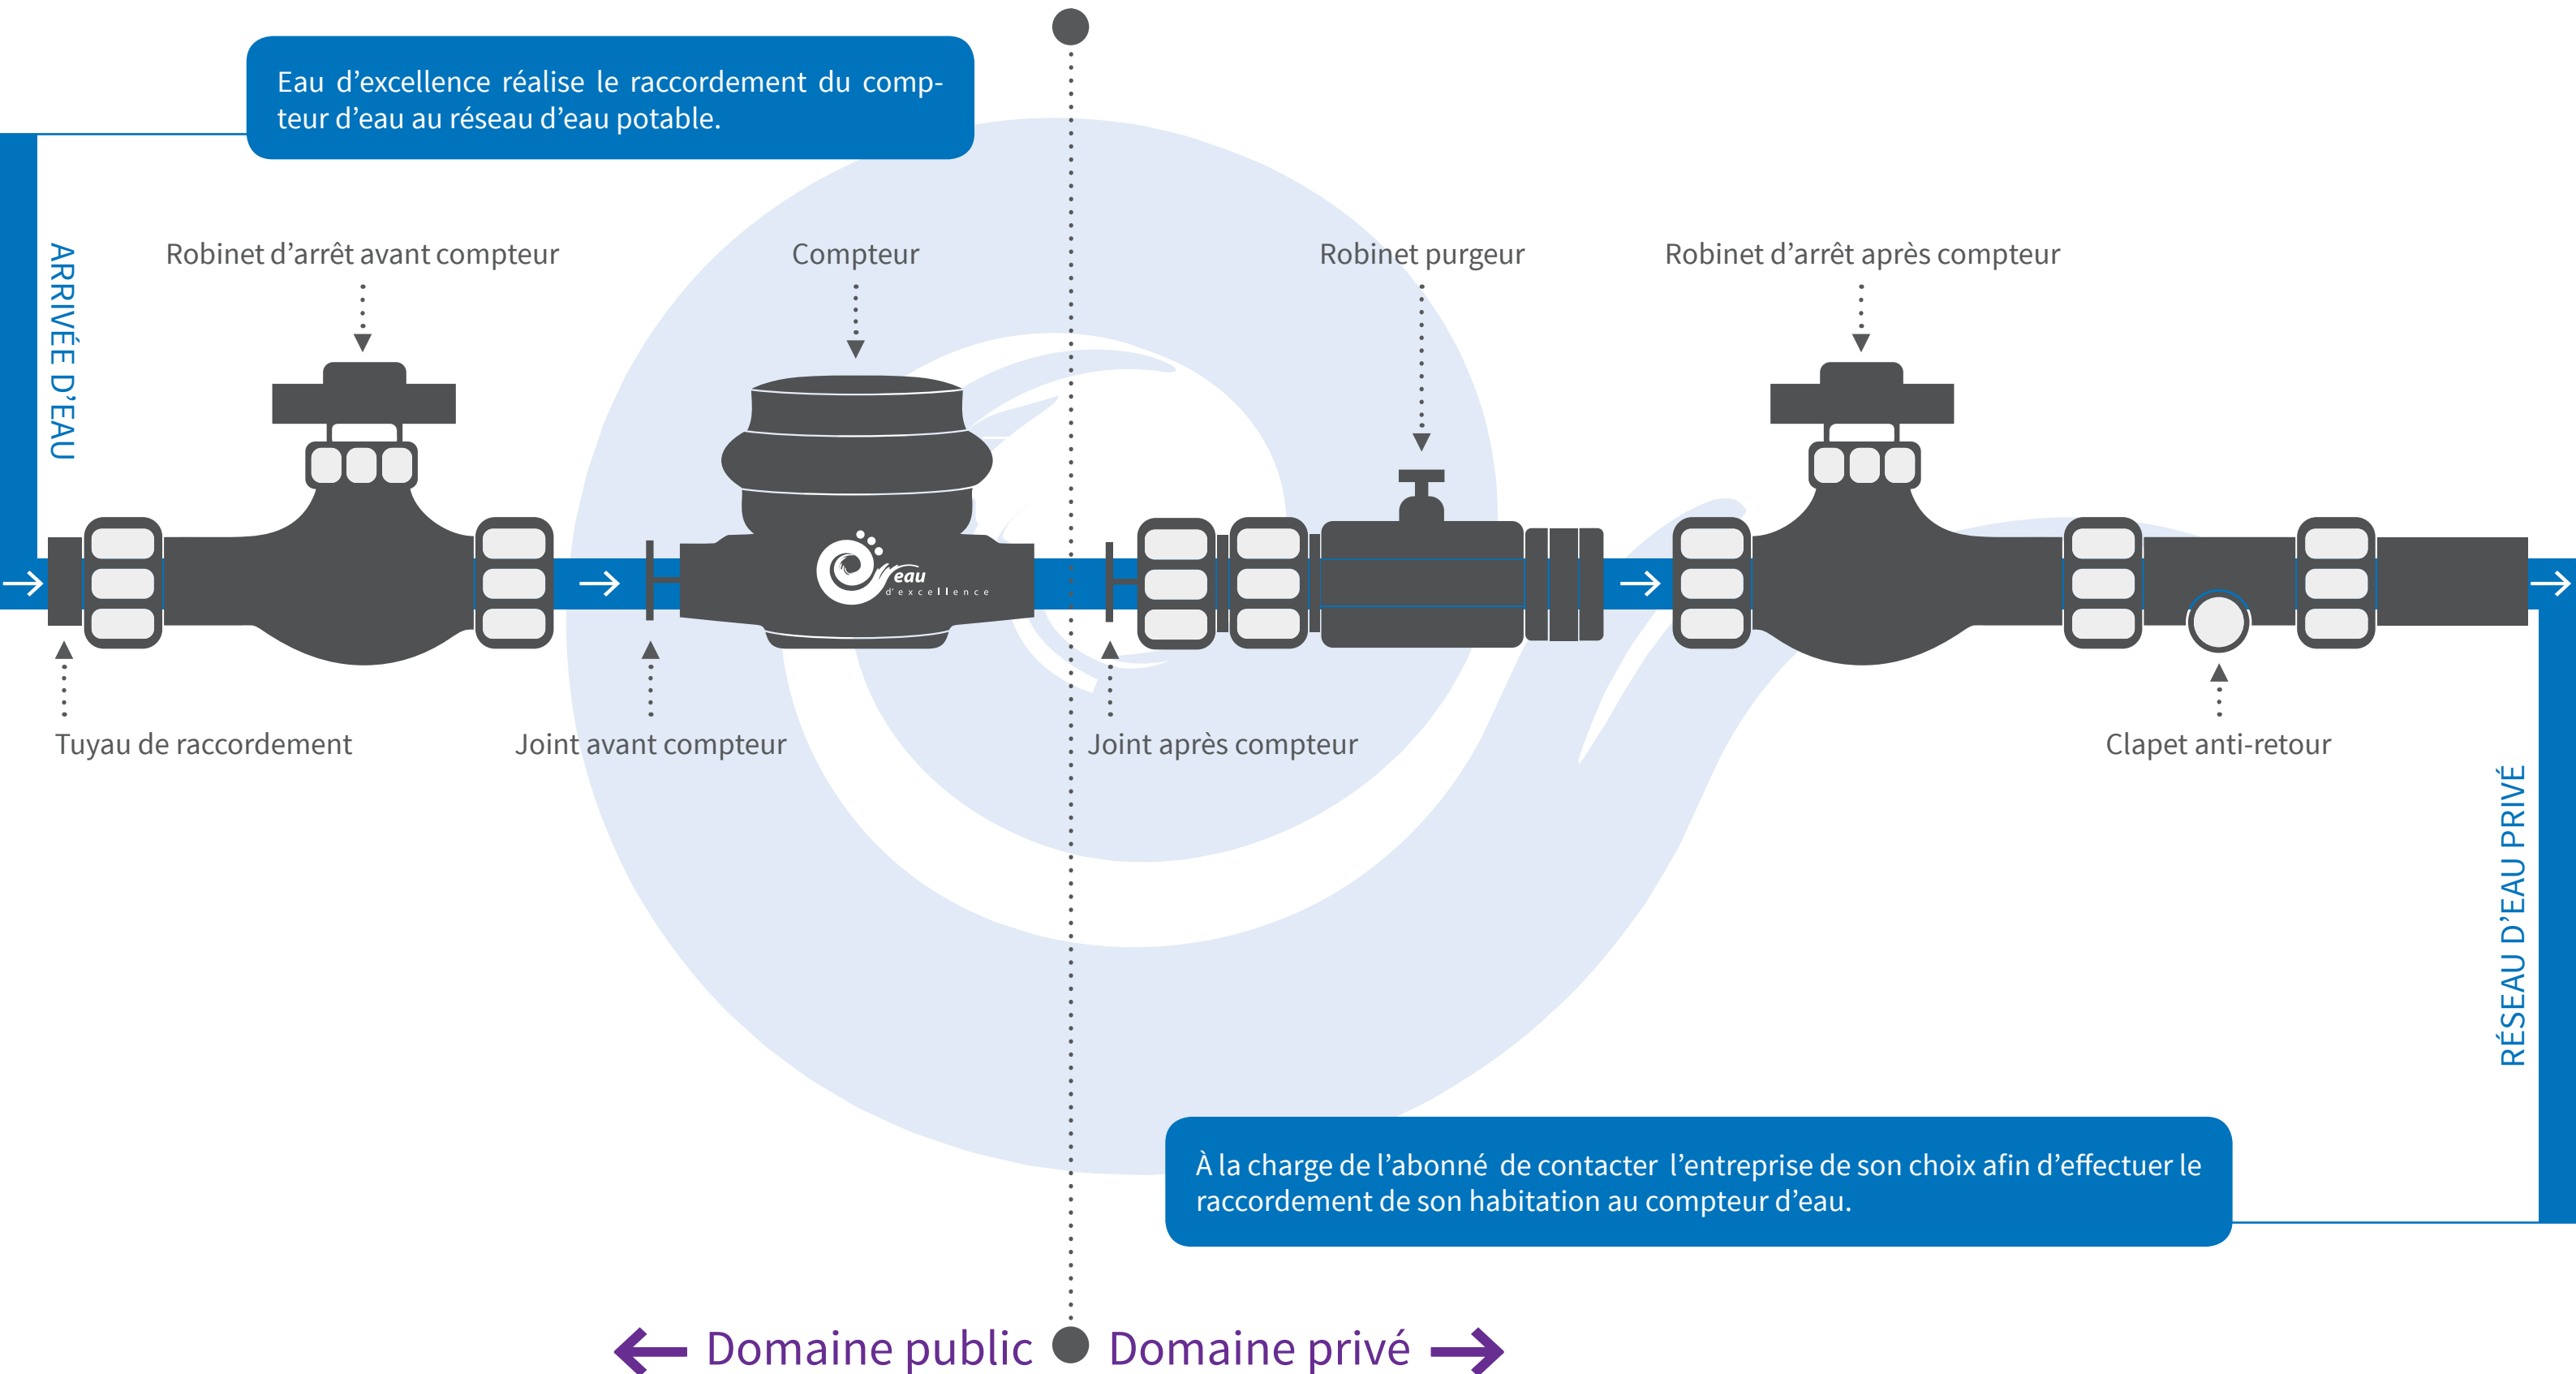 Eau d’excellence réalise le raccordement du comp-
teur d’eau au réseau d’eau potable.
ARRIVÉE D’EAU
Robinet d’arrêt avant compteur
Compteur
Robinet purgeur
Robinet d’arrêt après compteur
eau
d’excellence
Tuyau de raccordement
Joint avant compteur
Joint après compteur
Clapet anti-retour
RÉSEAU D’EAU PRIVÉ
À la charge de l’abonné de contacter l’entreprise de son choix afin d’effectuer le
raccordement de son habitation au compteur d’eau.
Domaine public
Domaine privé